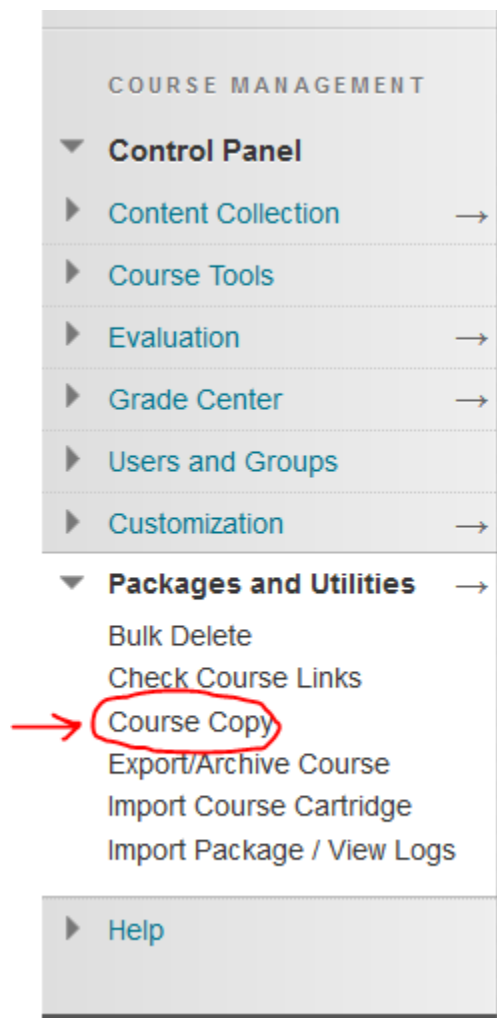 COURSE MANAGEMENT
Control Panel
Content Collection
Course Tools
Evaluation
Grade Center
Users and Groups
Customization
Packages and Utilities
Bulk Delete
Check Course Links
Course Copy
Export/Archive Course
Import Course Cartridge
Import Package / View Logs
Help